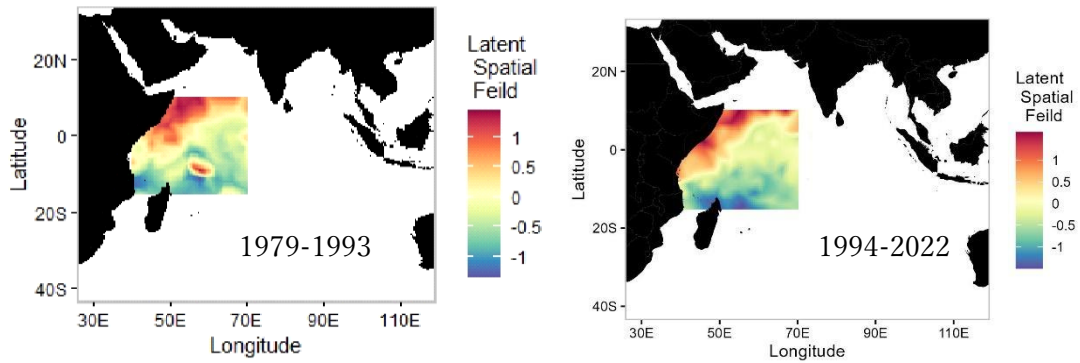 Latent
Spatial
Feild
1
0.5
0
-0.5
-1
20N
0
20S
40S
Latitude
1979-1993
30E 50E 70E 90E 110E
Longitude
Latent
Spatial
Feild
1
0.5
0
-0.5
-1
20N
0
20S
40S
Latitude
1994-2022
30E 50E 70E 90E 110E
Longitude